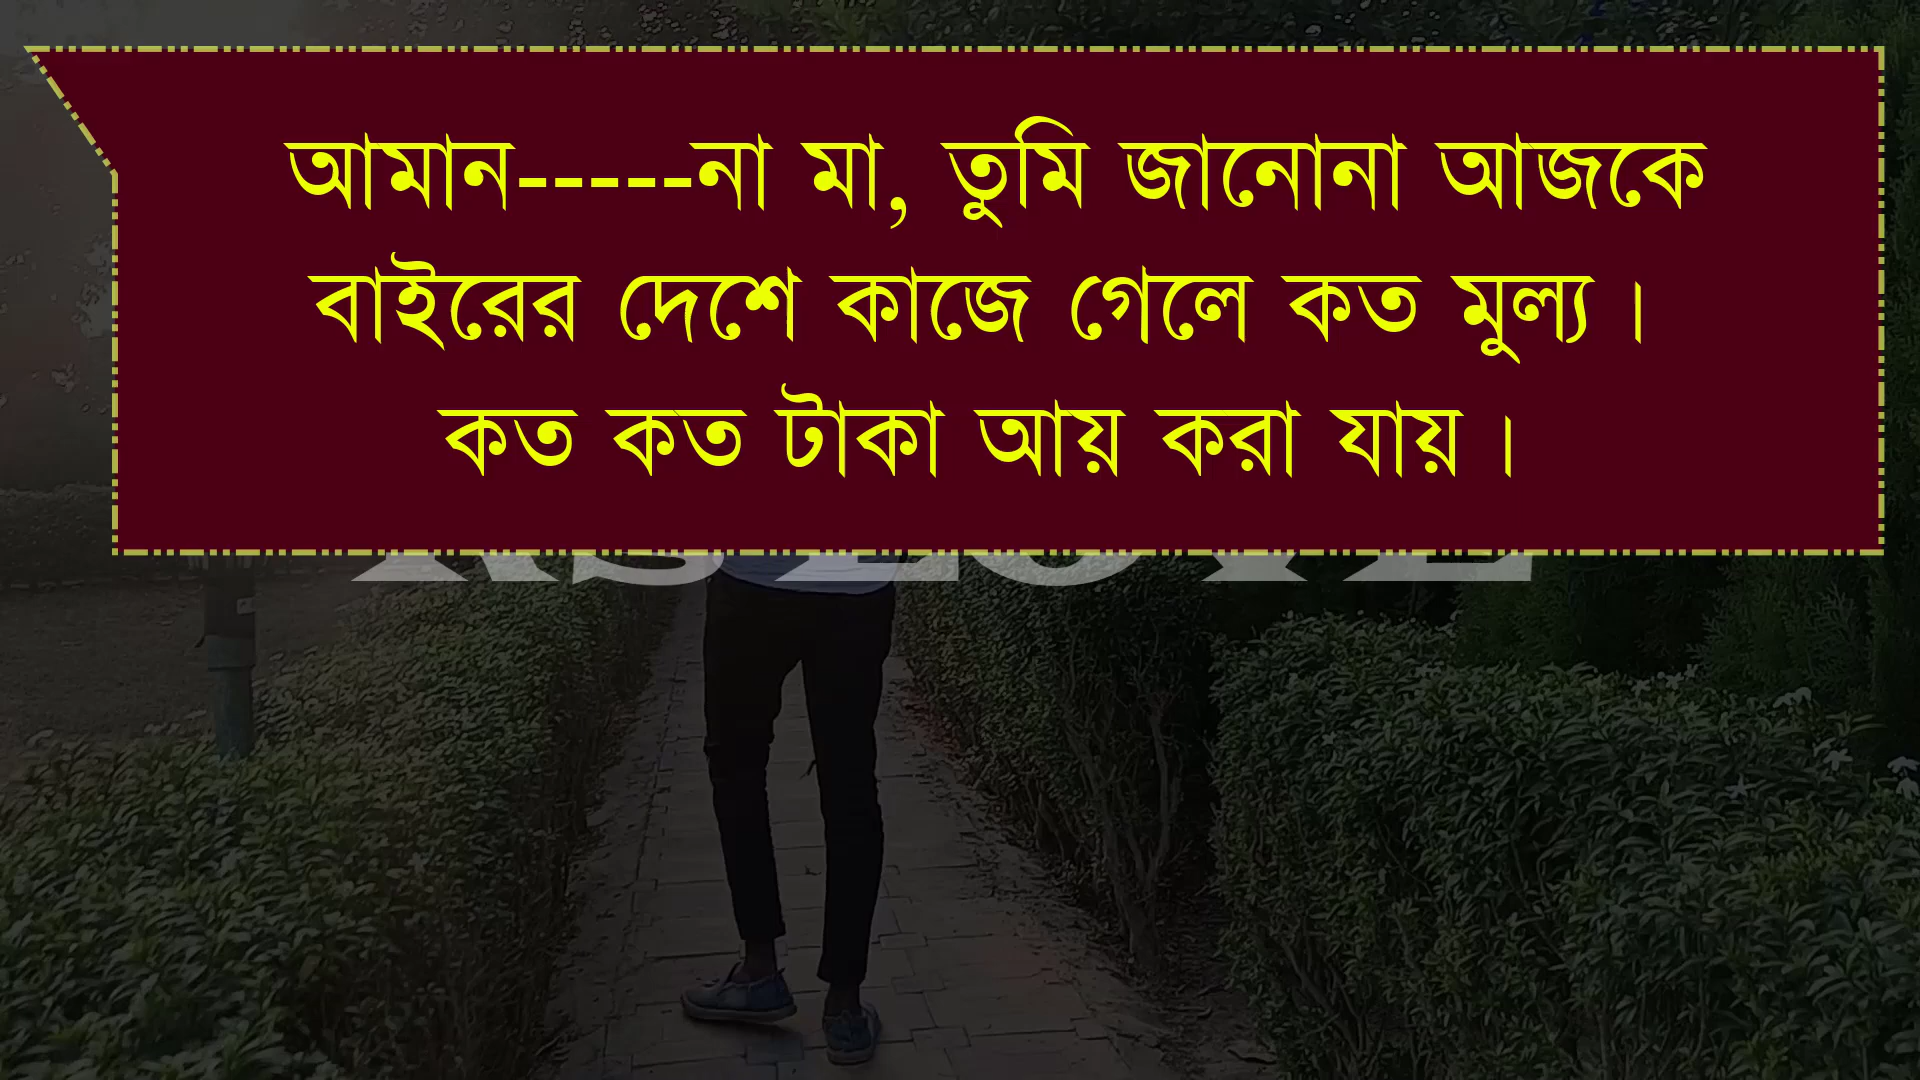 আমান-----না মা, তুমি জানোনা আজকে
বাইরের দেশে কাজে গেলে কত মুল্য।
কত কত টাকা আয় করা যায়।